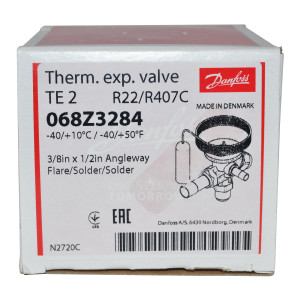 Therm. exp. valve
TE 2 R22/R407C
068Z3284
-40/+10°C / -40/+50°F
3/8in x 1/2in Angleway
Flare/Solder/Solder
Danfoss
MADE IN DENMARK
EAC
Danfoss A/S, 6430 Nordborg, Denmark
N2720C